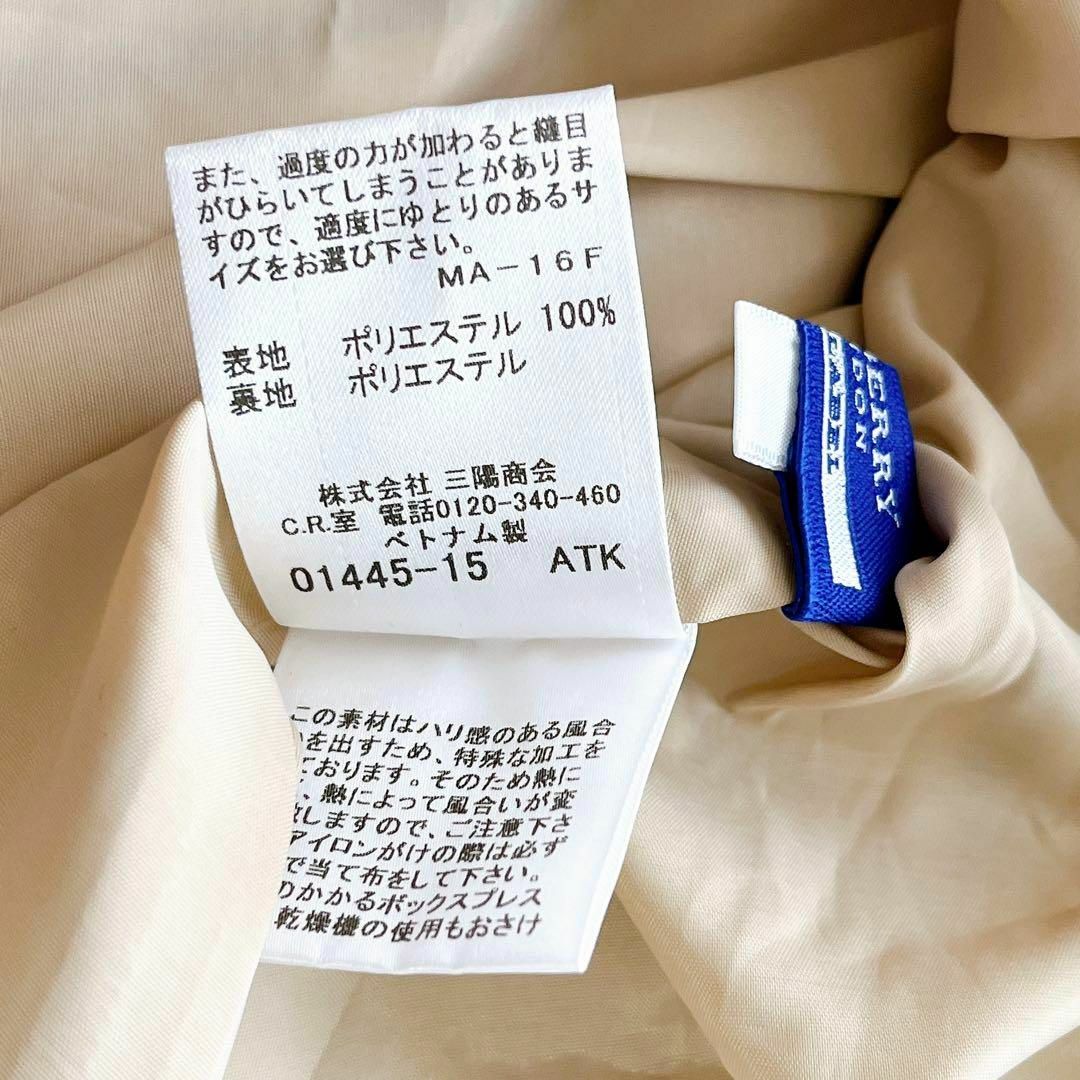 また、過度の力が加わると縫目
がひらいてしまうことがありま
すので、適度にゆとりのあるサ
イズをお選び下さい。
MA-16F
表地 ポリエステル 100%
裏地 ポリエステル
株式会社 三陽商会
C.R.室 電話0120-340-460
ベトナム製
01445-15 ATK
この素材はハリ感のある風合
を出すため、特殊な加工を
ております。そのため熱に
、熱によって風合いが変
致しますので、ご注意下さ
アイロンがけの際は必ず
で当て布をして下さい。
のかかるボックスプレス
乾燥機の使用もおさけ
ERRY
DON
LABEL